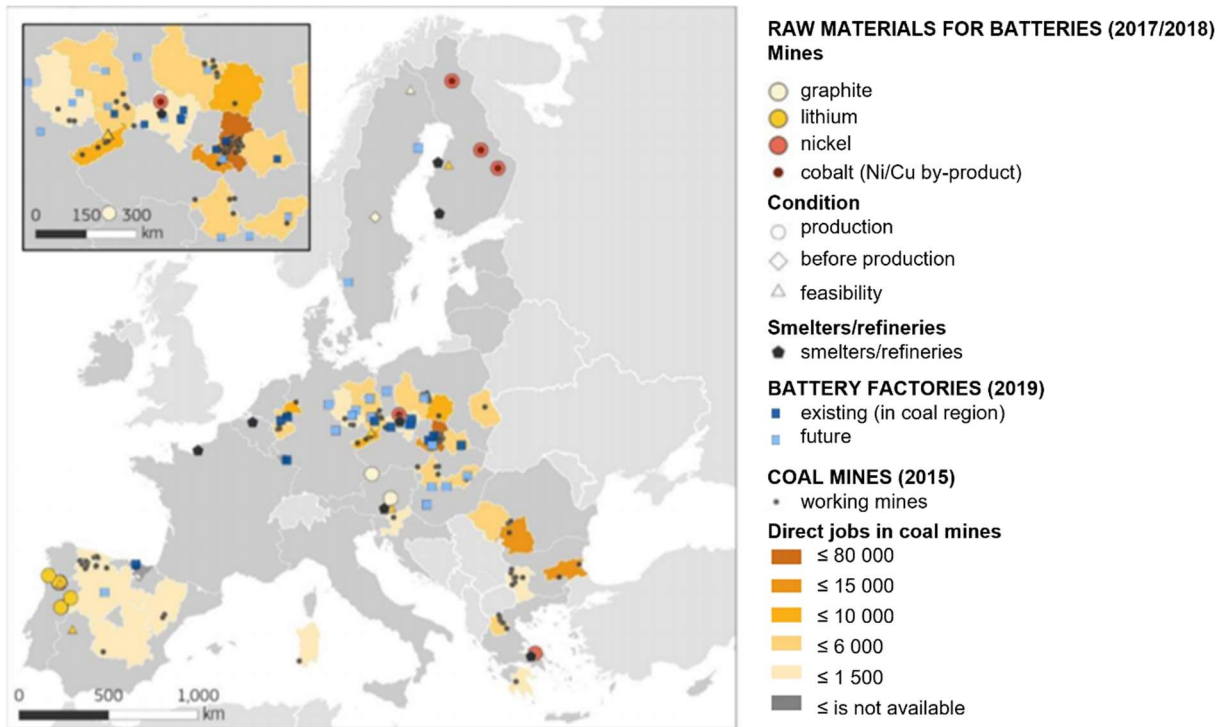 0 150 300
km
0 500 1,000
km
RAW MATERIALS FOR BATTERIES (2017/2018)
Mines
graphite
lithium
nickel
cobalt (Ni/Cu by-product)
Condition
production
before production
feasibility
Smelters/refineries
smelters/refineries
BATTERY FACTORIES (2019)
existing (in coal region)
future
COAL MINES (2015)
working mines
Direct jobs in coal mines
≤ 80 000
≤ 15 000
≤ 10 000
≤ 6 000
≤ 1 500
≤ is not available